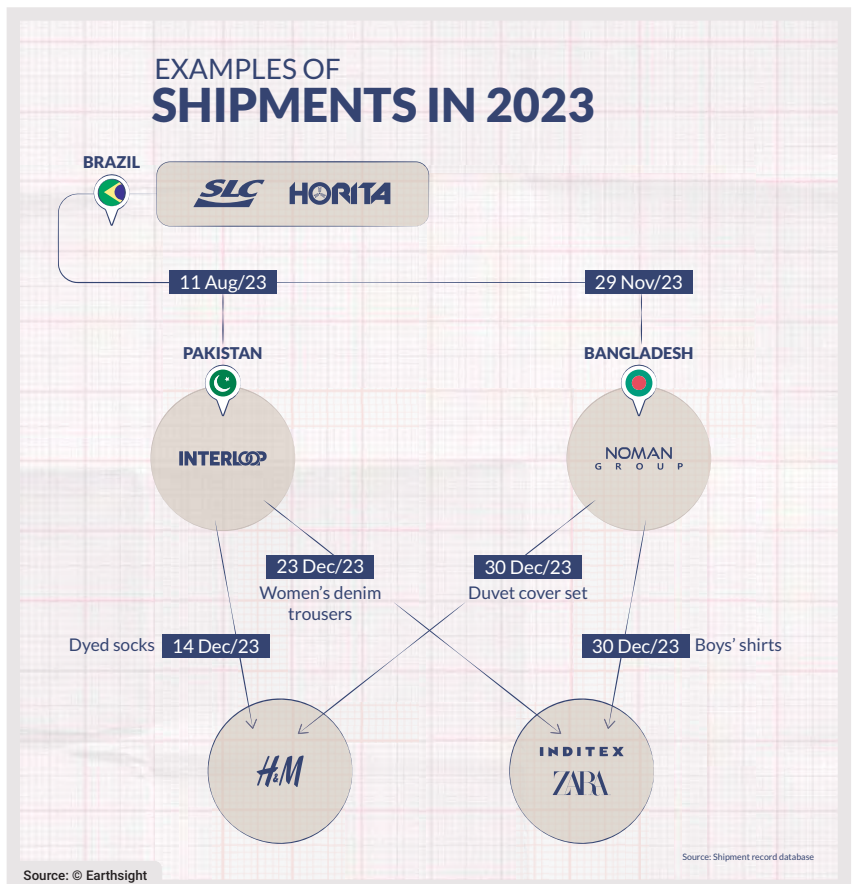 EXAMPLES OF
SHIPMENTS IN 2023
BRAZIL
SLC HORITA
11 Aug/23
29 Nov/23
PAKISTAN
BANGLADESH
INTERLOOP
NOMAN
GROUP
23 Dec/23
Women’s denim
trousers
30 Dec/23
Duvet cover set
Dyed socks 14 Dec/23
30 Dec/23 Boys’ shirts
H&M
INDITEX
ZARA
Source: Shipment record database
Source: © Earthsight